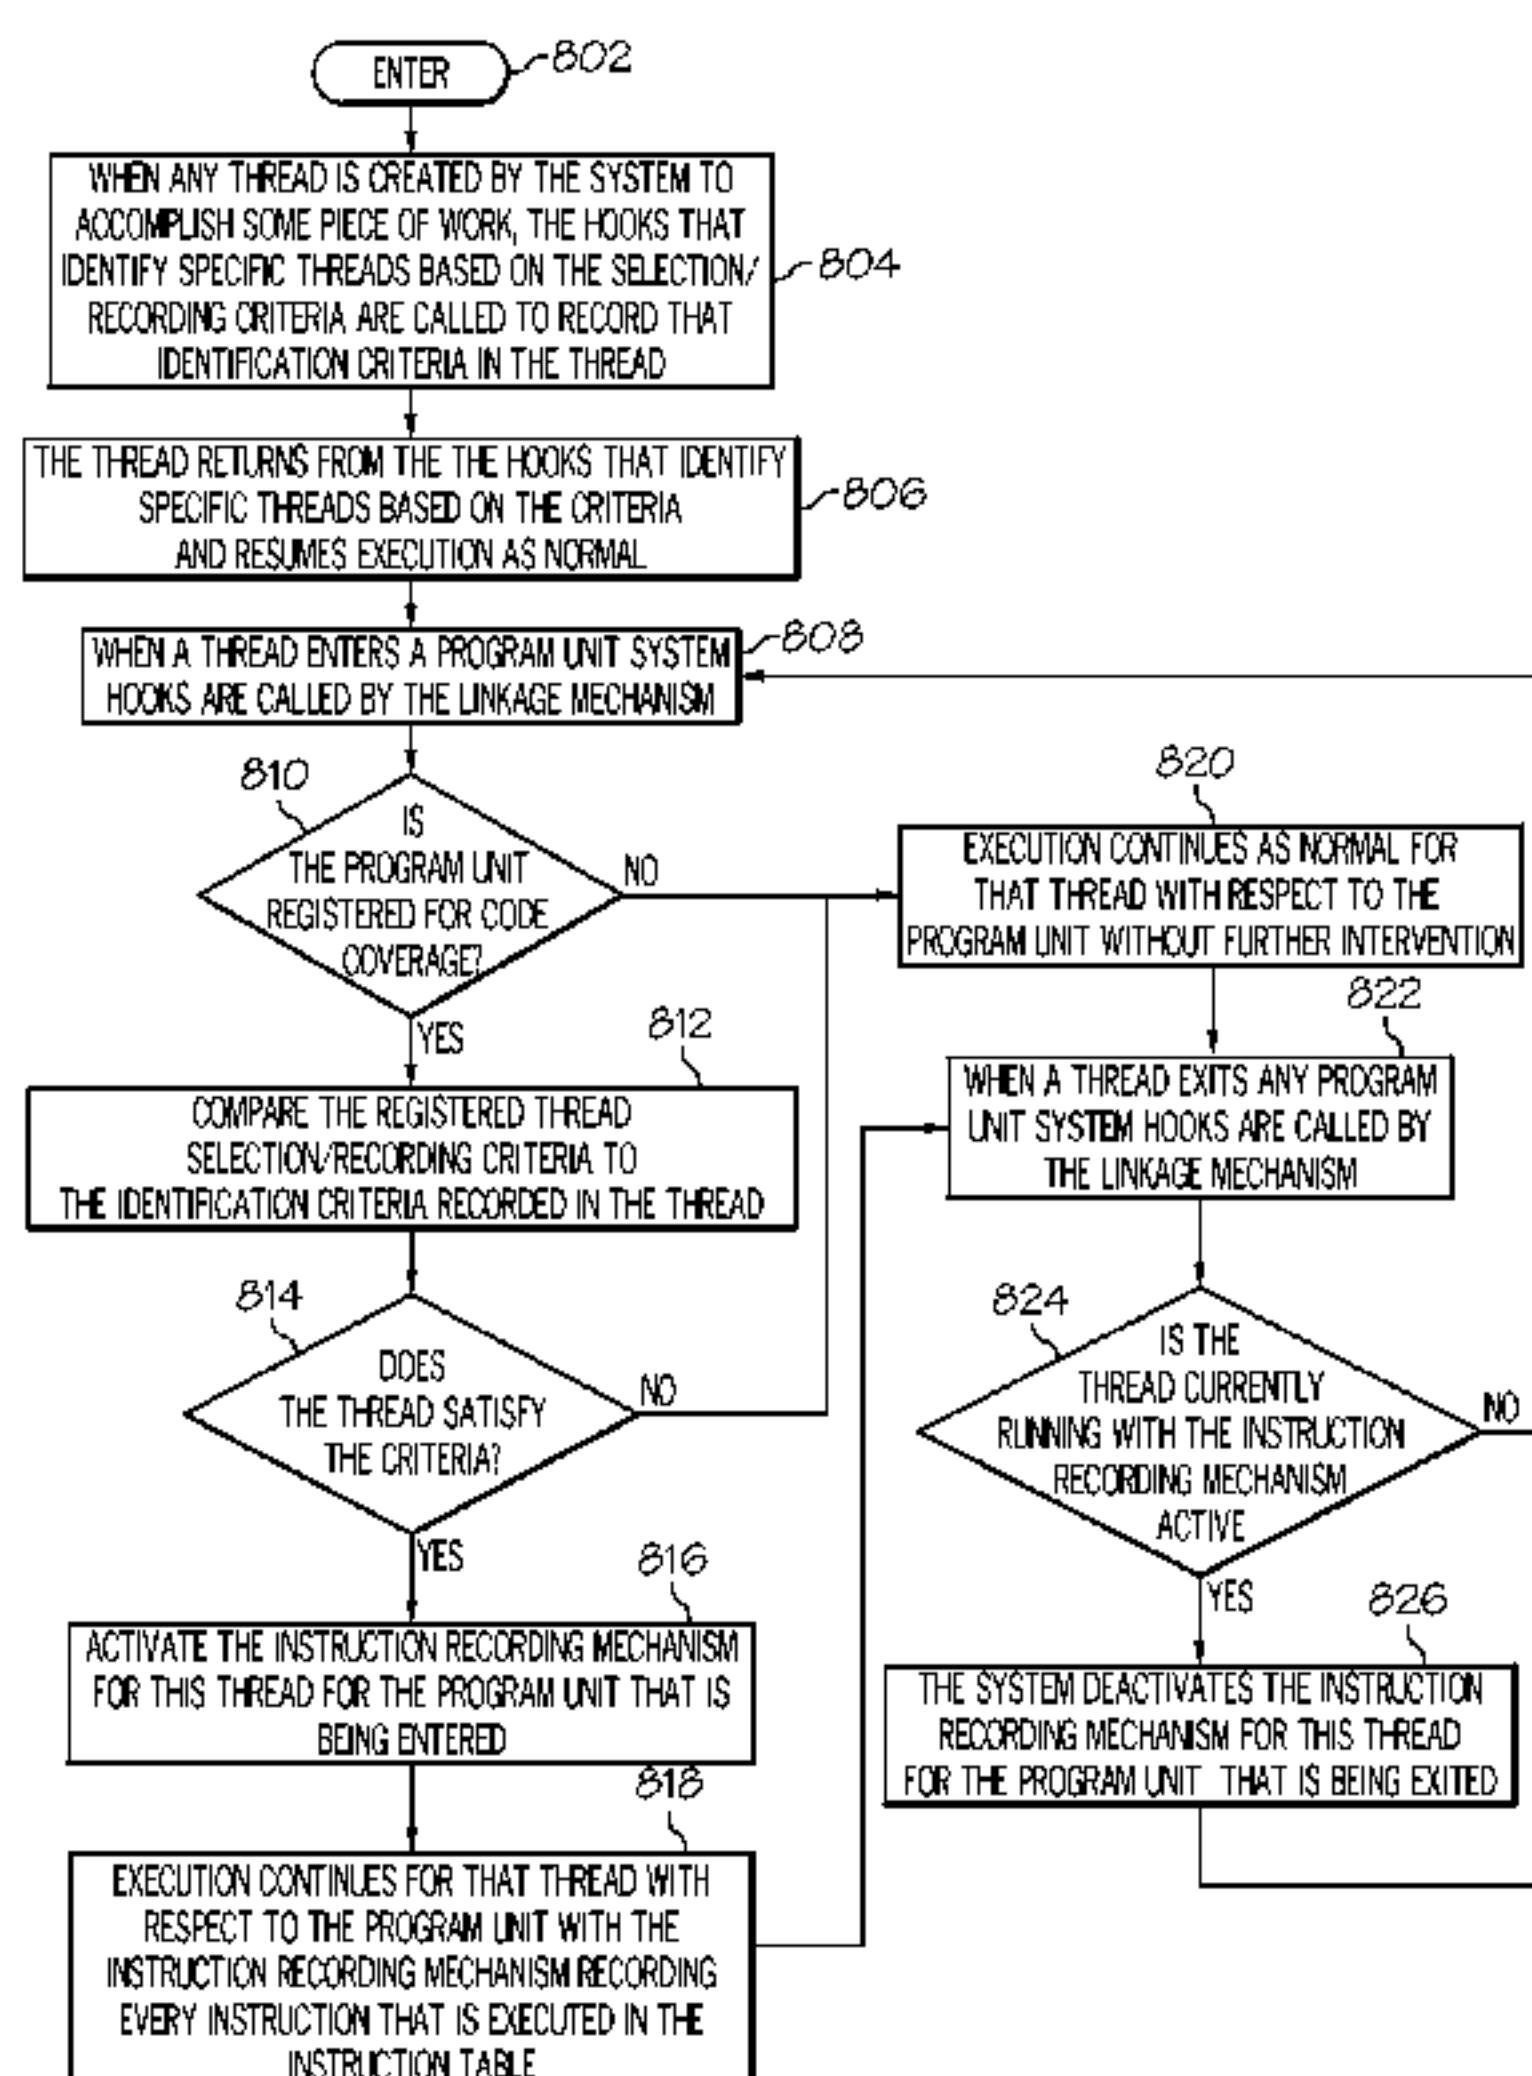 ENTER
802
WHEN ANY THREAD IS CREATED BY THE SYSTEM TO
ACCOMPLISH SOME PIECE OF WORK, THE HOOKS THAT
IDENTIFY SPECIFIC THREADS BASED ON THE SELECTION/
RECORDING CRITERIA ARE CALLED TO RECORD THAT
IDENTIFICATION CRITERIA IN THE THREAD
804
THE THREAD RETURNS FROM THE THE HOOKS THAT IDENTIFY
SPECIFIC THREADS BASED ON THE CRITERIA
AND RESUMES EXECUTION AS NORMAL
806
WHEN A THREAD ENTERS A PROGRAM UNIT SYSTEM
HOOKS ARE CALLED BY THE LINKAGE MECHANISM
808
810
IS
THE PROGRAM UNIT
REGISTERED FOR CODE
COVERAGE?
NO
YES
812
COMPARE THE REGISTERED THREAD
SELECTION/RECORDING CRITERIA TO
THE IDENTIFICATION CRITERIA RECORDED IN THE THREAD
814
DOES
THE THREAD SATISFY
THE CRITERIA?
NO
YES
816
ACTIVATE THE INSTRUCTION RECORDING MECHANISM
FOR THIS THREAD FOR THE PROGRAM UNIT THAT IS
BEING ENTERED
818
EXECUTION CONTINUES FOR THAT THREAD WITH
RESPECT TO THE PROGRAM UNIT WITH THE
INSTRUCTION RECORDING MECHANISM RECORDING
EVERY INSTRUCTION THAT IS EXECUTED IN THE
INSTRUCTION TABLE
820
EXECUTION CONTINUES AS NORMAL FOR
THAT THREAD WITH RESPECT TO THE
PROGRAM UNIT WITHOUT FURTHER INTERVENTION
822
WHEN A THREAD EXITS ANY PROGRAM
UNIT SYSTEM HOOKS ARE CALLED BY
THE LINKAGE MECHANISM
824
IS THE
THREAD CURRENTLY
RUNNING WITH THE INSTRUCTION
RECORDING MECHANISM
ACTIVE
NO
YES
826
THE SYSTEM DEACTIVATES THE INSTRUCTION
RECORDING MECHANISM FOR THIS THREAD
FOR THE PROGRAM UNIT THAT IS BEING EXITED